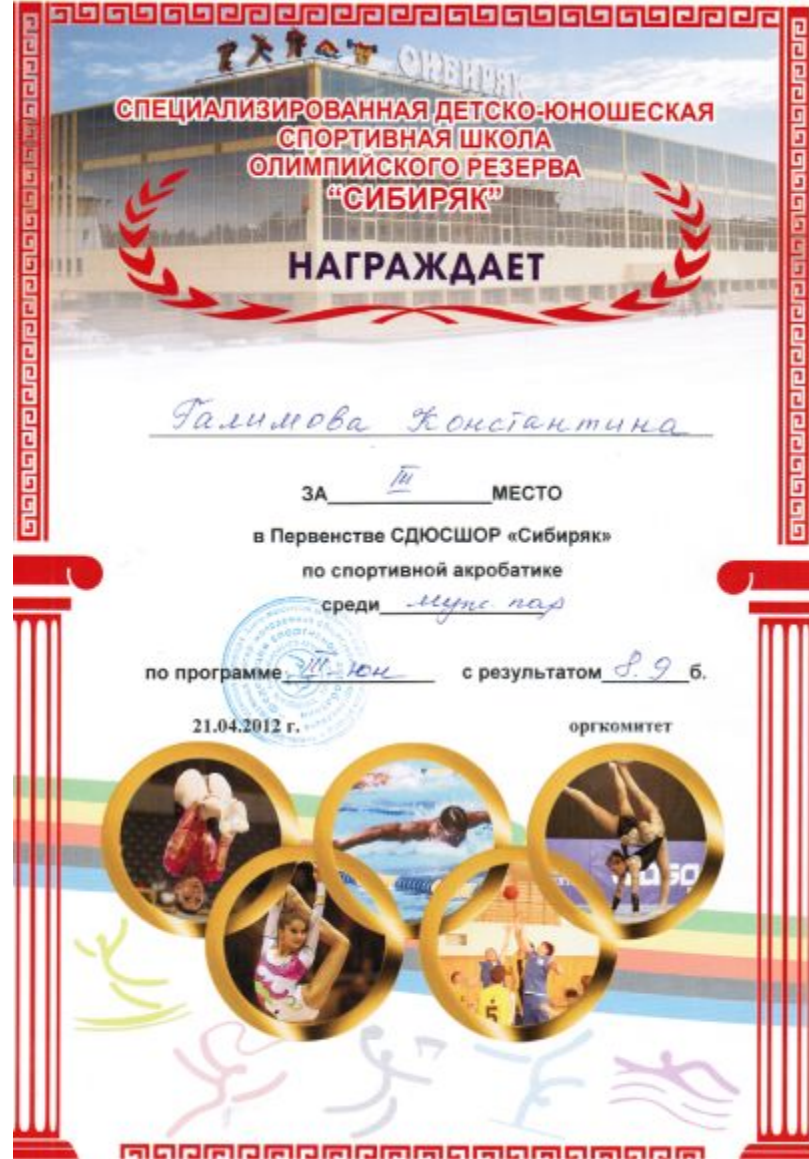 СИБИРЯК
СПЕЦИАЛИЗИРОВАННАЯ ДЕТСКО-ЮНОШЕСКАЯ
СПОРТИВНАЯ ШКОЛА
ОЛИМПИЙСКОГО РЕЗЕРВА
"СИБИРЯК"
НАГРАЖДАЕТ
Галимова Константина
ЗА III МЕСТО
в Первенстве СДЮСШОР «Сибиряк»
по спортивной акробатике
среди муж. пар
по программе III юн с результатом 8.9 б.
21.04.2012 г. оргкомитет
5